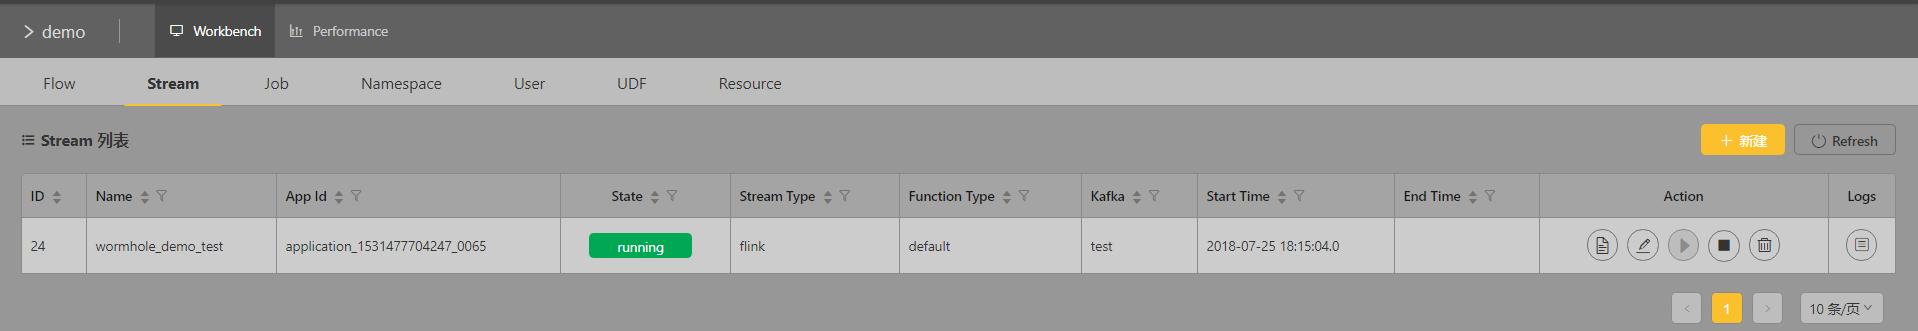 demo Workbench Performance
Flow Stream Job Namespace User UDF Resource
Stream 列表 + 新建 Refresh
ID Name App Id State Stream Type Function Type Kafka Start Time End Time Action Logs
24 wormhole_demo_test application_1531477704247_0065 running flink default test 2018-07-25 18:15:04.0
< 1 > 10 条/页